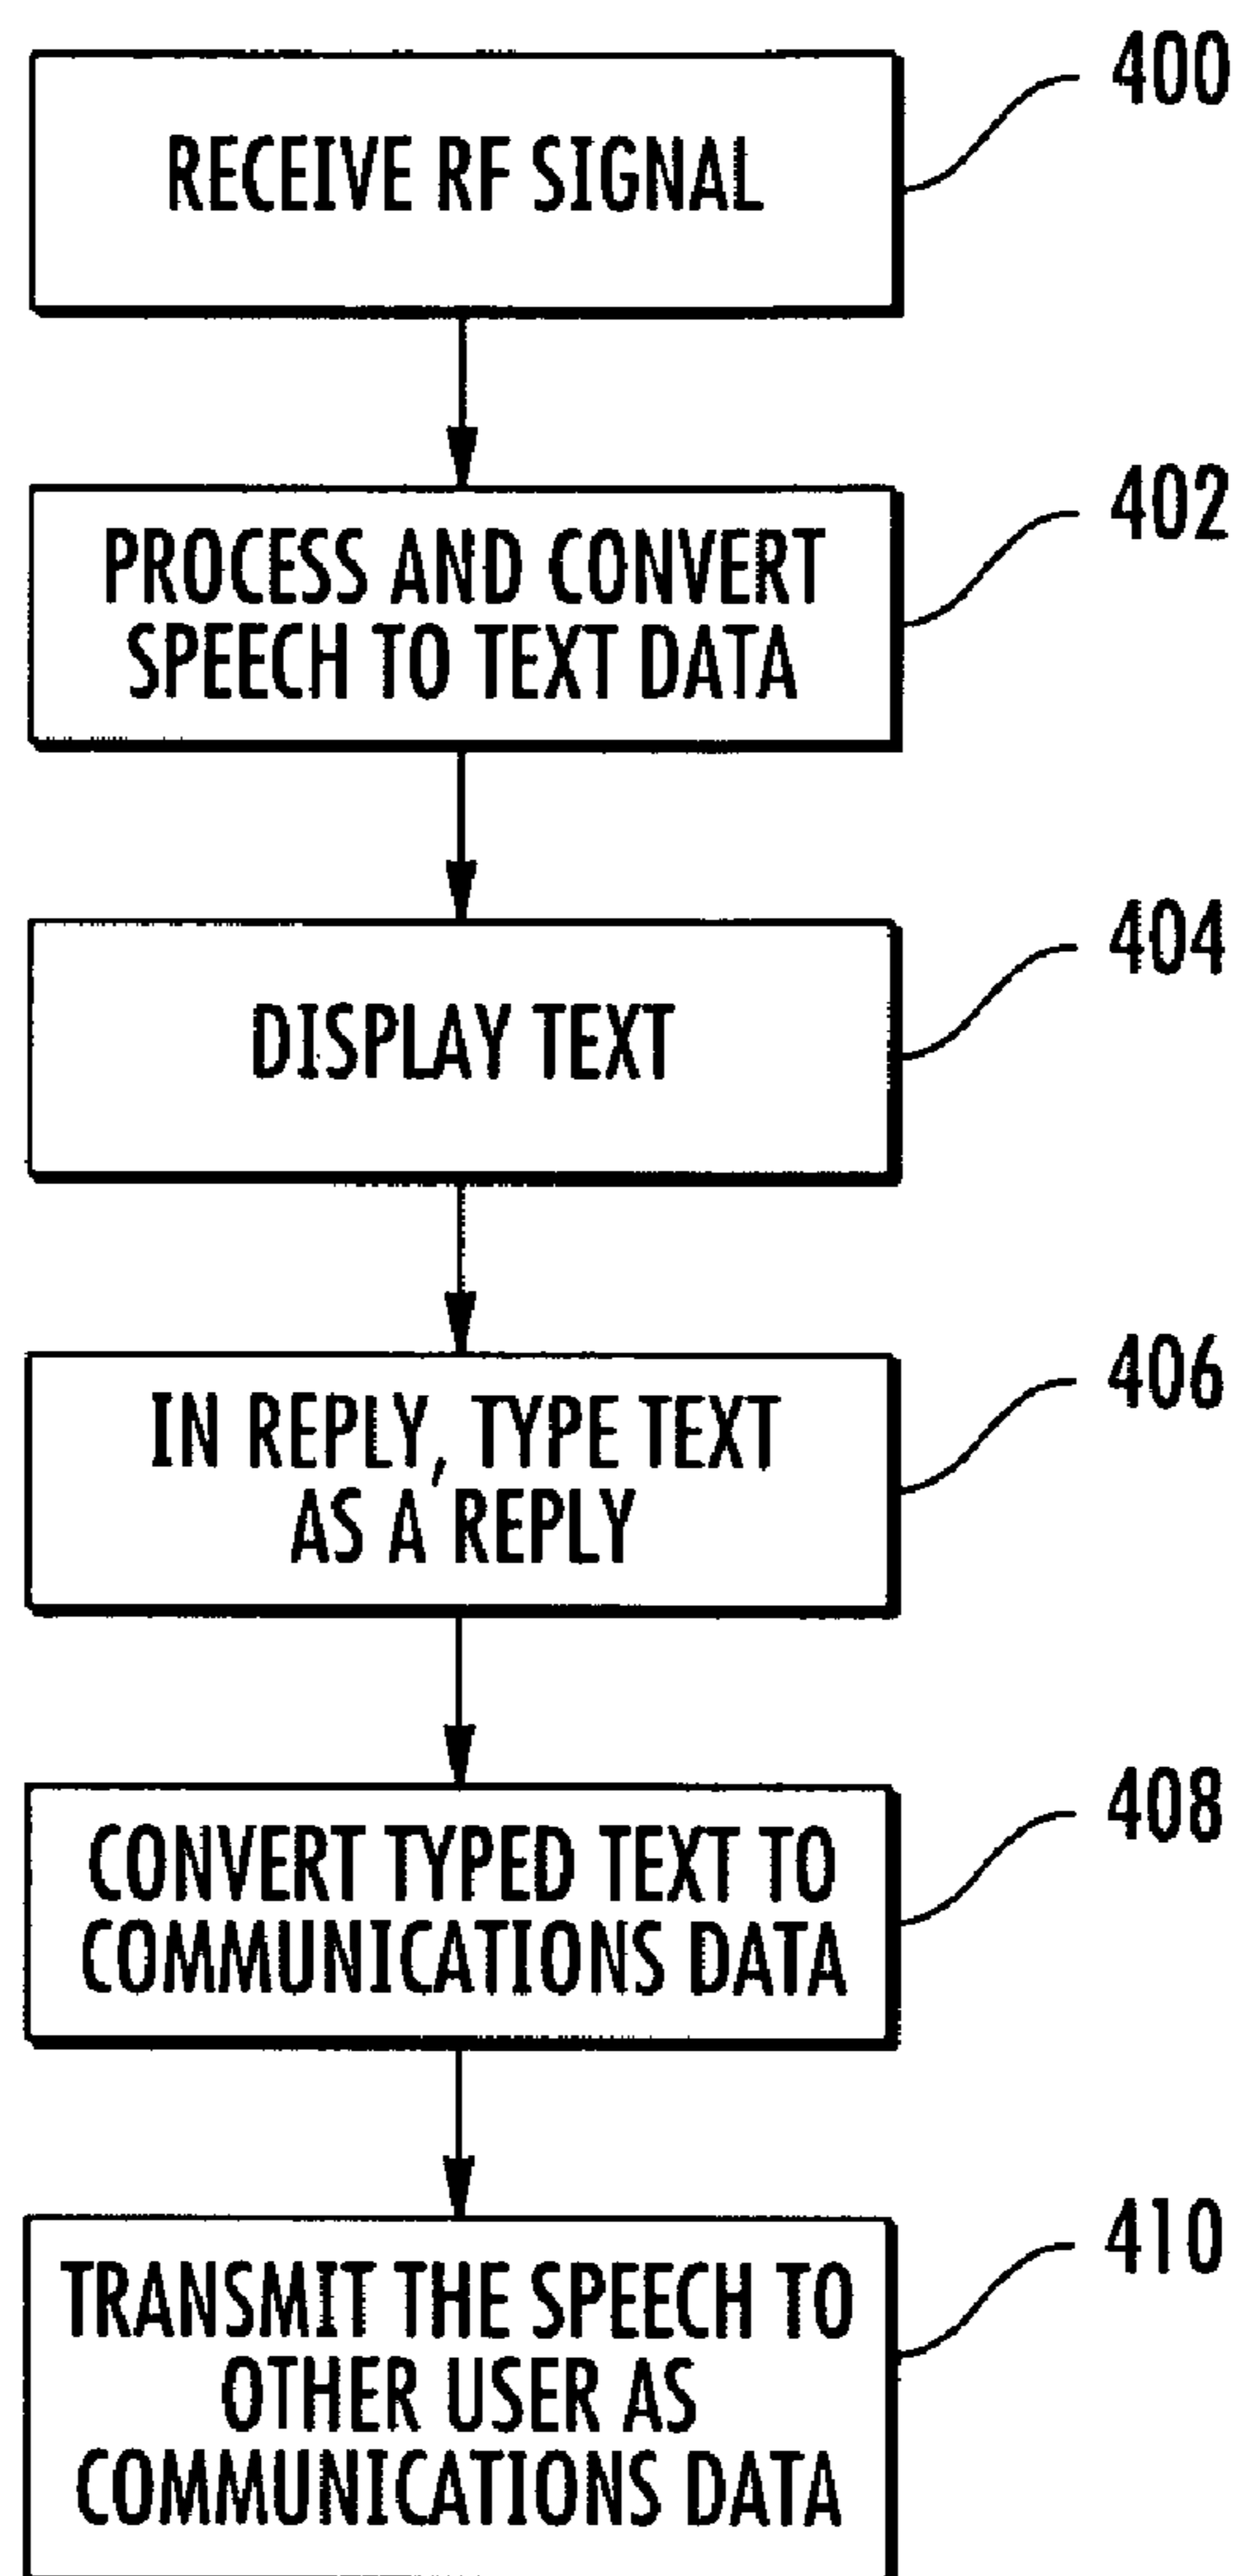 400
RECEIVE RF SIGNAL
402
PROCESS AND CONVERT
SPEECH TO TEXT DATA
404
DISPLAY TEXT
406
IN REPLY, TYPE TEXT
AS A REPLY
408
CONVERT TYPED TEXT TO
COMMUNICATIONS DATA
410
TRANSMIT THE SPEECH TO
OTHER USER AS
COMMUNICATIONS DATA